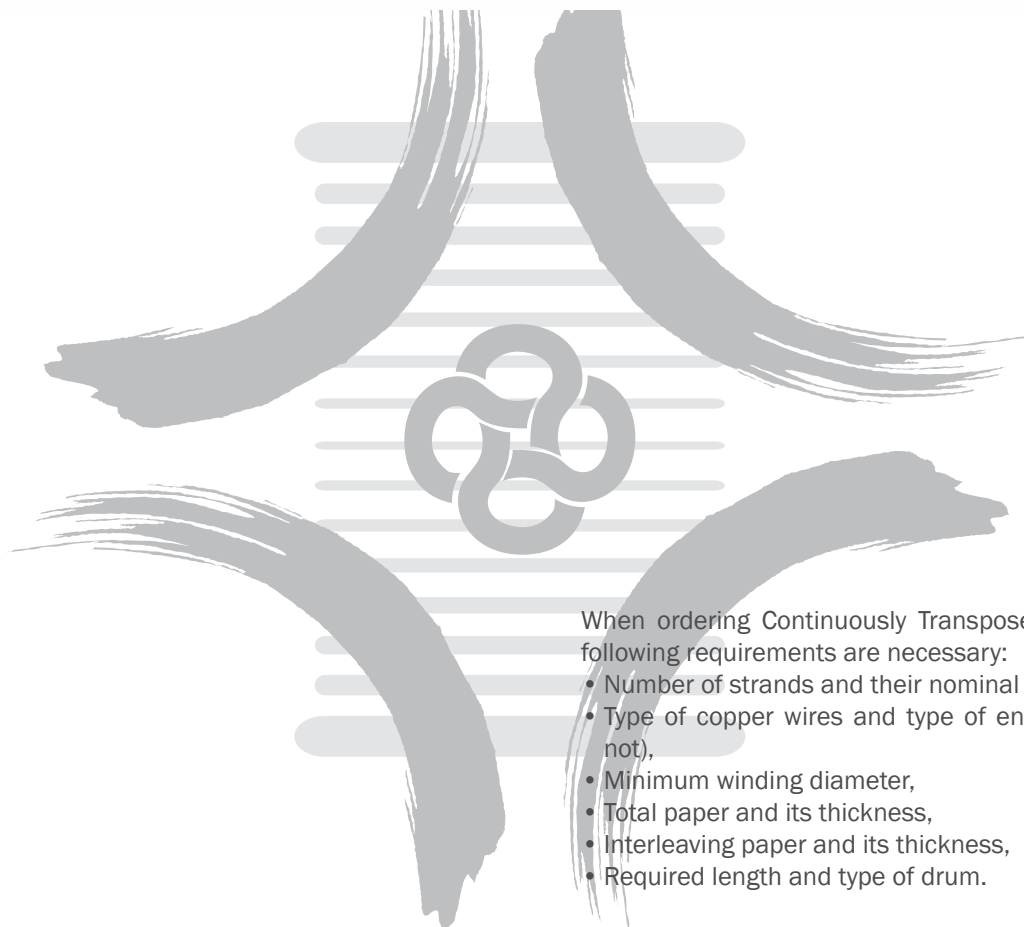 When ordering Continuously
following requirements are necessary:
• Number of strands and their nominal
• Type of copper wires and type of
not),
• Minimum winding diameter,
• Total paper and its thickness,
• Interleaving paper and its thickness,
• Required length and type of drum.